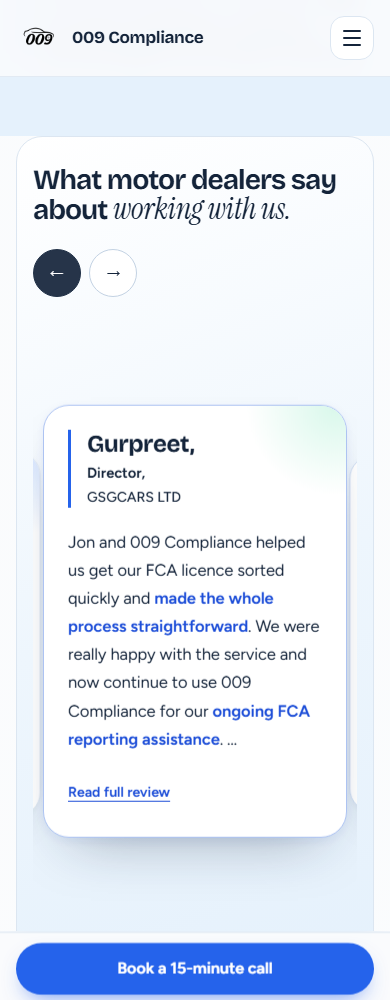 009 009 Compliance
What motor dealers say
about working with us.
← →
Gurpreet,
Director,
GSGCARS LTD
Jon and 009 Compliance helped
us get our FCA licence sorted
quickly and made the whole
process straightforward. We were
really happy with the service and
now continue to use 009
Compliance for our ongoing FCA
reporting assistance. ...
Read full review
Book a 15-minute call